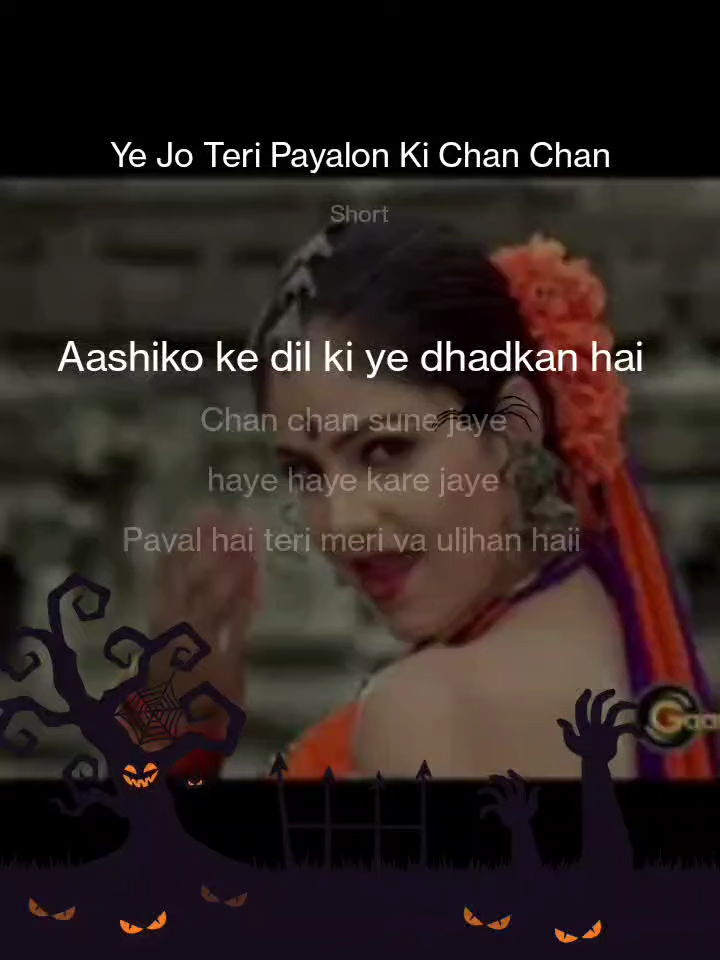 Ye Jo Teri Payalon Ki Chan Chan
Short
Aashiko ke dil ki ye dhadkan hai
Chan chan sune jaye
haye haye kare jaye
Payal hai teri meri ya uljhan haii
Gaa